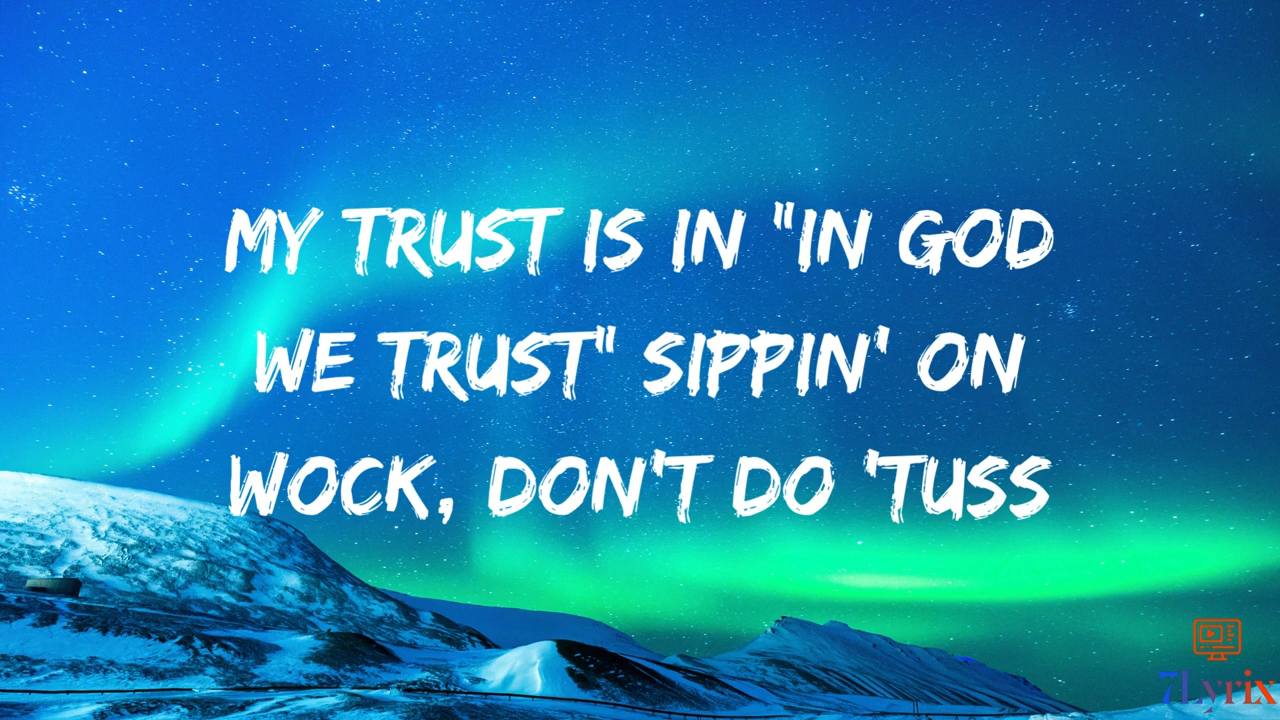 MY TRUST IS IN "IN GOD
WE TRUST" SIPPIN' ON
WOCK, DON'T DO 'TUSS
7Lyrix